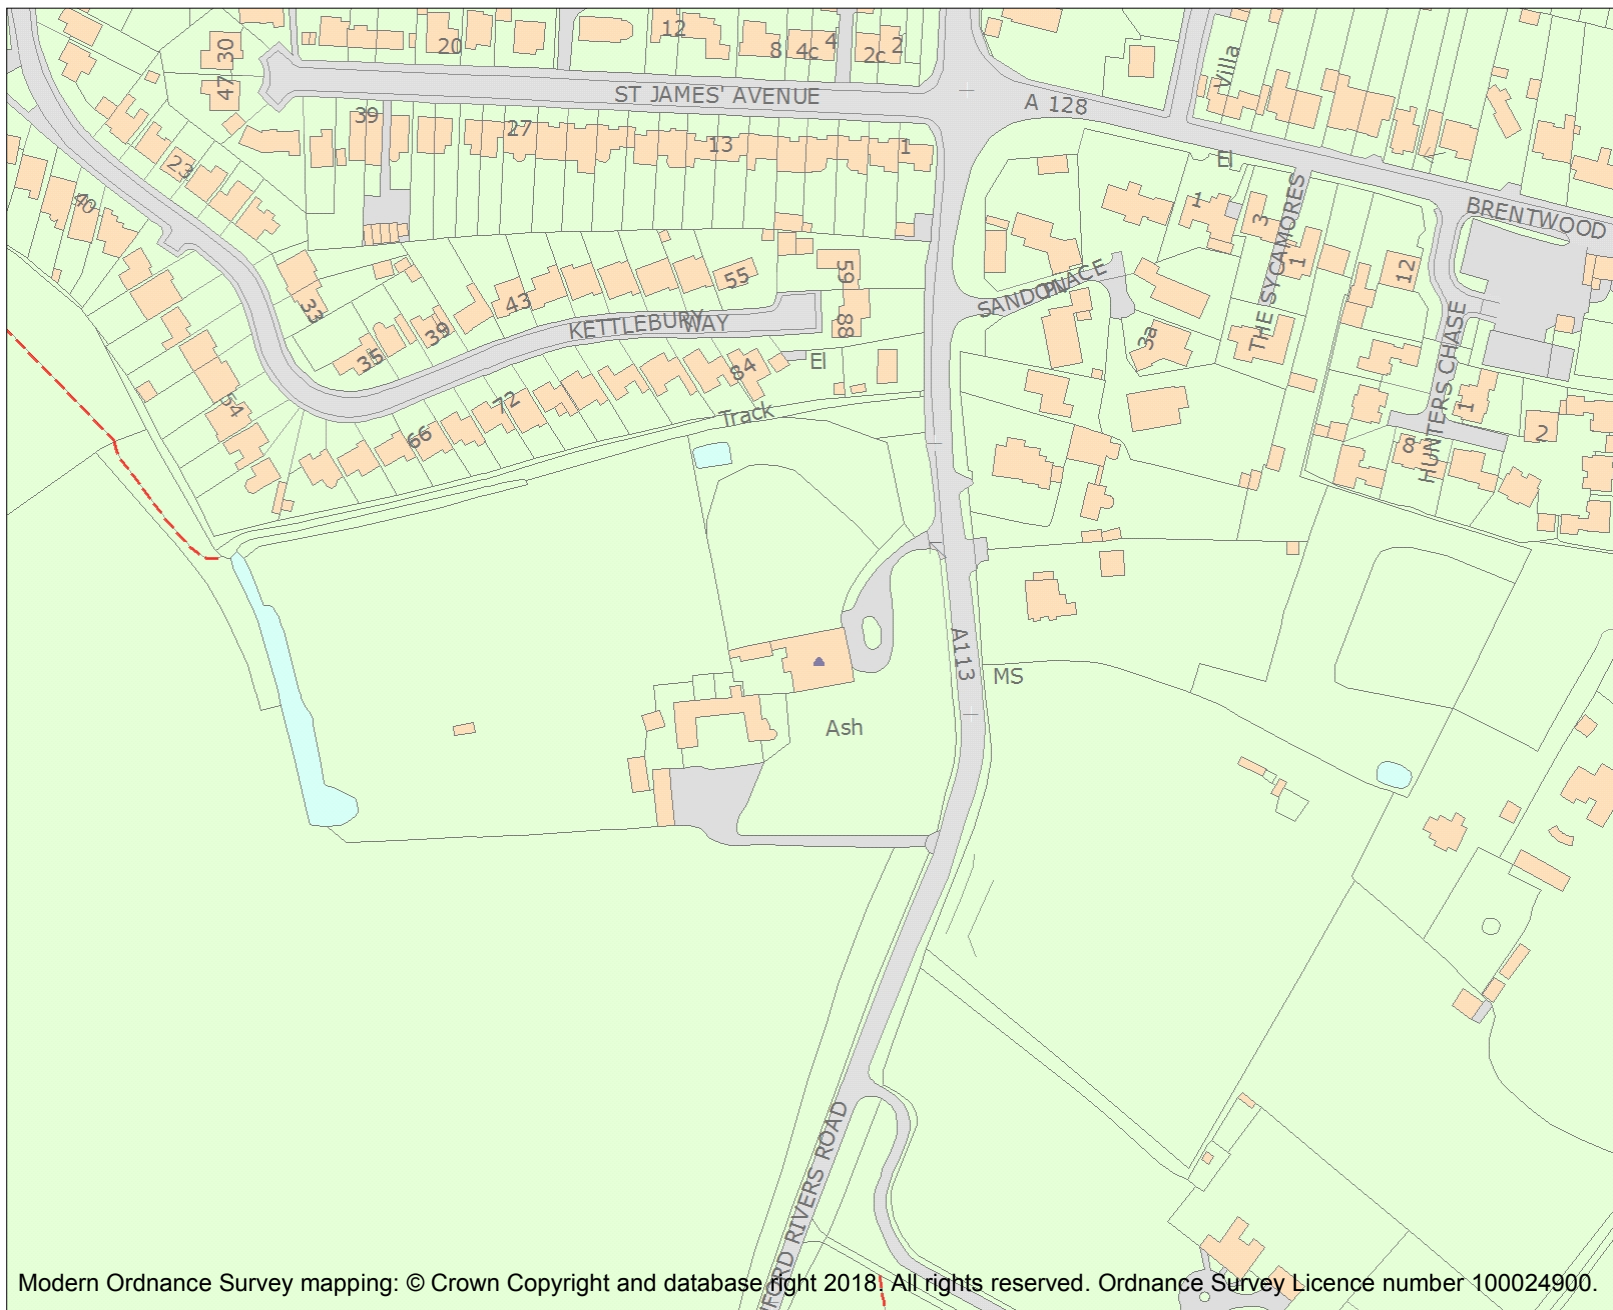 30
47
20
12
8
4c
4
2c
2
Villa
ST JAMES' AVENUE
A 128
39
27
13
1
El
23
40
1
3
THE SYCAMORES
BRENTWOOD
55
59
1
12
33
43
39
35
KETTLEBURY WAY
88
SANDON PLACE
3a
HUNTERS CHASE
El
84
54
72
66
Track
1
2
8
A113
MS
Ash
FORD RIVERS ROAD
Modern Ordnance Survey mapping: © Crown Copyright and database right 2018. All rights reserved. Ordnance Survey Licence number 100024900.